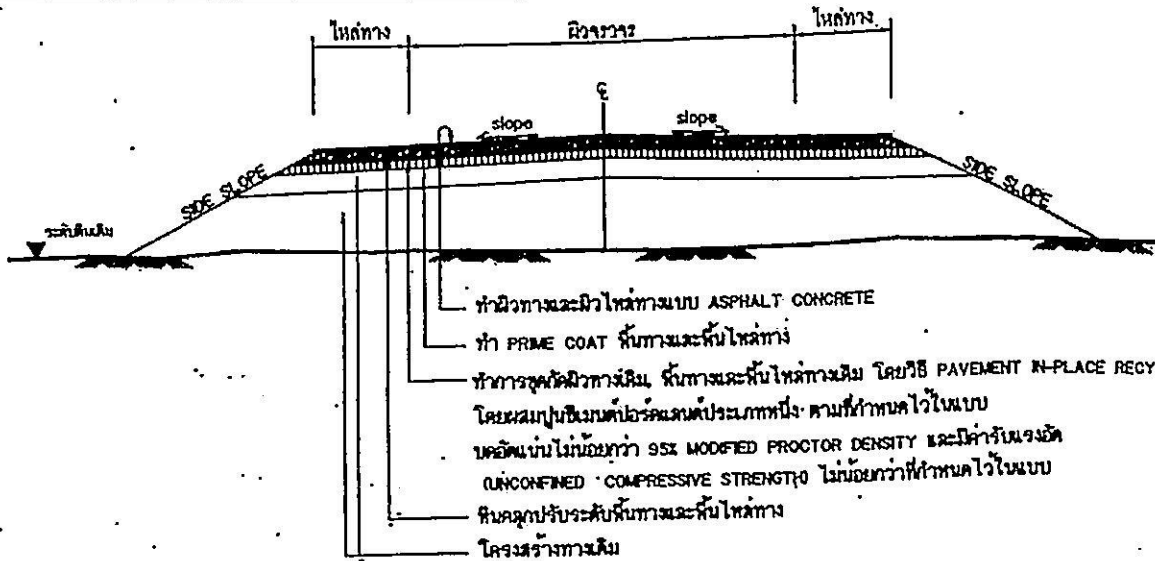 ไหล่ทาง ผิวจราจร ไหล่ทาง
℄
slope slope
SIDE SLOPE SIDE SLOPE
ระดับดินเดิม
ทำผิวทางและผิวไหล่ทางแบบ ASPHALT CONCRETE
ทำ PRIME COAT พื้นทางและพื้นไหล่ทาง
ทำการขุดกัดผิวทางเดิม, พื้นทางและพื้นไหล่ทางเดิม โดยวิธี PAVEMENT IN-PLACE RECY
โดยผสมปูนซีเมนต์ปอร์ตแลนด์ประเภทหนึ่ง ตามที่กำหนดไว้ในแบบ
บดอัดแน่นไม่น้อยกว่า 95% MODIFIED PROCTOR DENSITY และมีค่ารับแรงอัด
(UNCONFINED COMPRESSIVE STRENGTH) ไม่น้อยกว่าที่กำหนดไว้ในแบบ
หินคลุกปรับระดับพื้นทางและพื้นไหล่ทาง
โครงสร้างทางเดิม